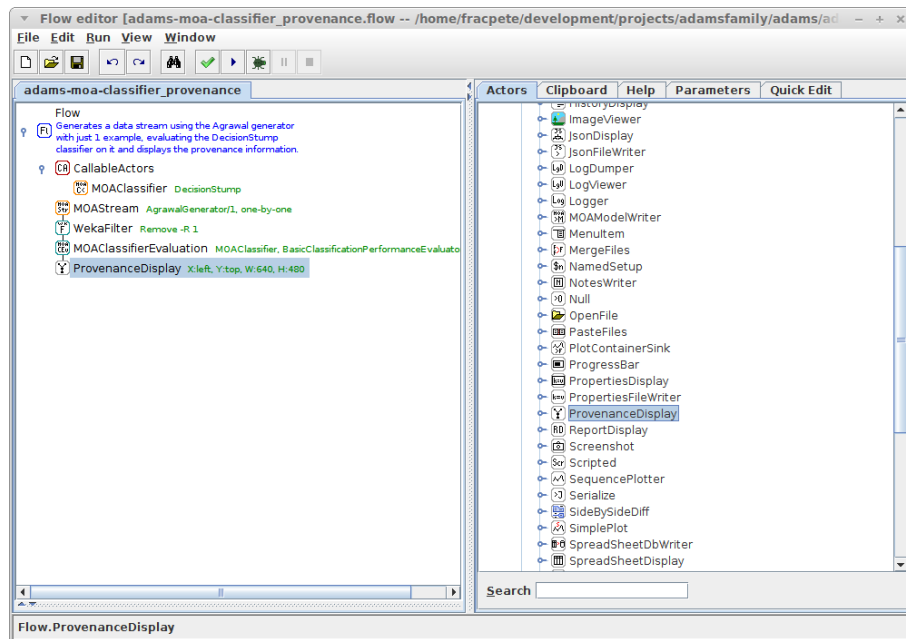 Flow editor [adams-moa-classifier_provenance.flow -- /home/fracpete/development/projects/adamsfamily/adams/ad
File Edit Run View Window
adams-moa-classifier_provenance
Flow
Generates a data stream using the Agrawal generator
with just 1 example, evaluating the DecisionStump
classifier on it and displays the provenance information.
CallableActors
MOAClassifier DecisionStump
MOAStream AgrawalGenerator/1, one-by-one
WekaFilter Remove -R 1
MOAClassifierEvaluation MOAClassifier, BasicClassificationPerformanceEvaluato
ProvenanceDisplay X:left, Y:top, W:640, H:480
Actors Clipboard Help Parameters Quick Edit
HistoryDisplay
ImageViewer
JsonDisplay
JsonFileWriter
LogDumper
LogViewer
Logger
MOAModelWriter
MenuItem
MergeFiles
NamedSetup
NotesWriter
Null
OpenFile
PasteFiles
PlotContainerSink
ProgressBar
PropertiesDisplay
PropertiesFileWriter
ProvenanceDisplay
ReportDisplay
Screenshot
Scripted
SequencePlotter
Serialize
SideBySideDiff
SimplePlot
SpreadSheetDbWriter
SpreadSheetDisplay
Search
Flow.ProvenanceDisplay